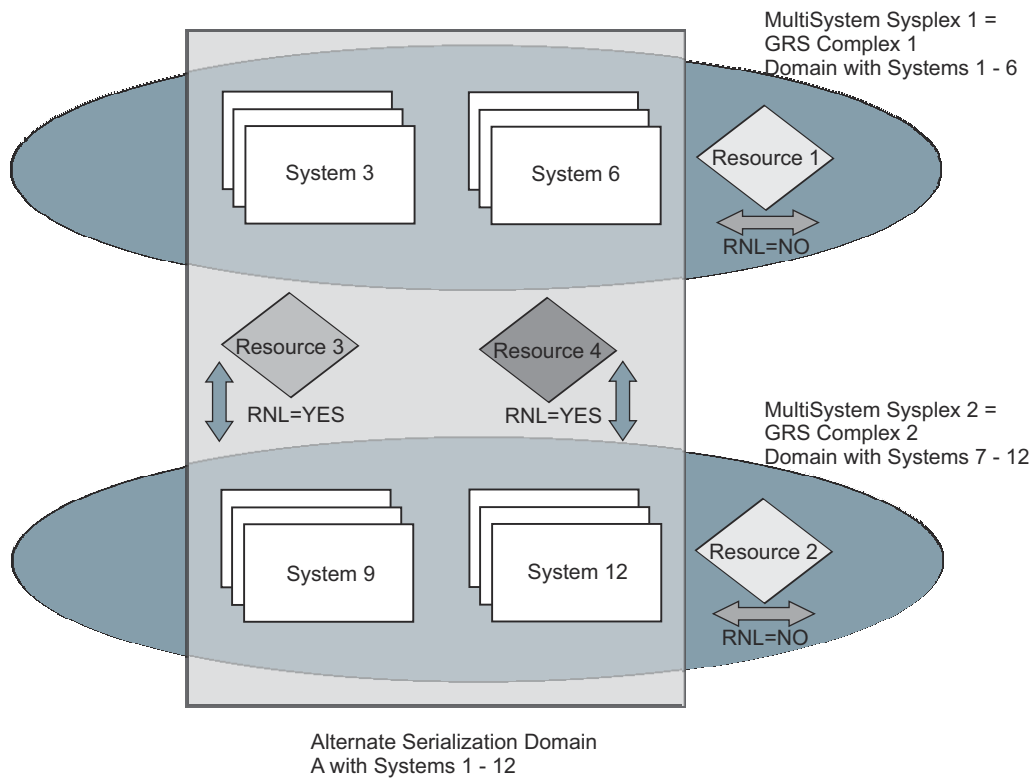 MultiSystem Sysplex 1 =
GRS Complex 1
Domain with Systems 1 - 6
System 3
System 6
Resource 1
RNL=NO
Resource 3
Resource 4
RNL=YES
RNL=YES
MultiSystem Sysplex 2 =
GRS Complex 2
Domain with Systems 7 - 12
System 9
System 12
Resource 2
RNL=NO
Alternate Serialization Domain
A with Systems 1 - 12